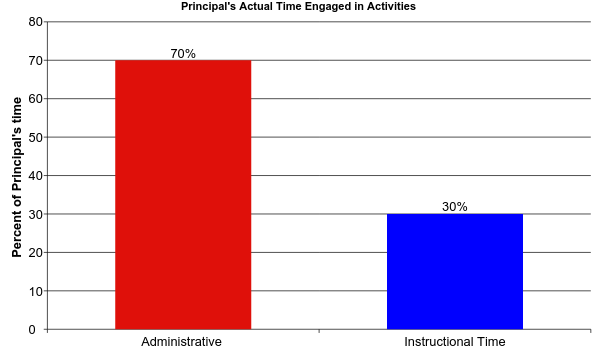 Principal's Actual Time Engaged in Activities
Percent of Principal's time
80
70
60
50
40
30
20
10
0
70%
30%
Administrative
Instructional Time